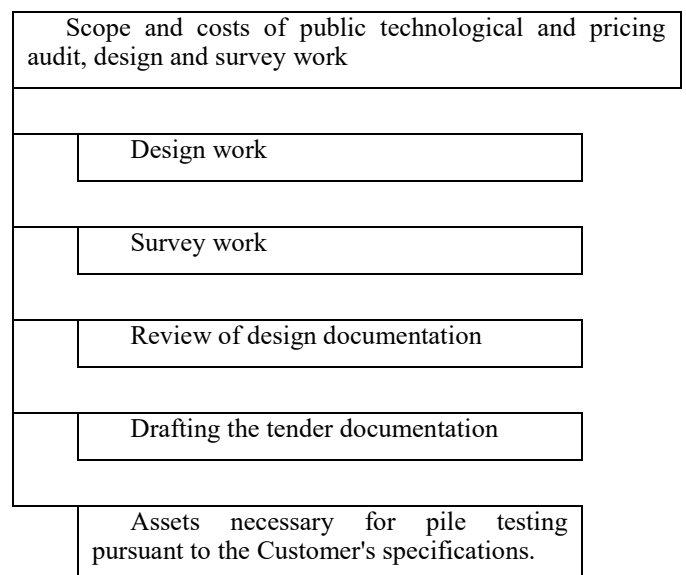 Scope and costs of public technological and pricing
audit, design and survey work
Design work
Survey work
Review of design documentation
Drafting the tender documentation
Assets necessary for pile testing
pursuant to the Customer's specifications.